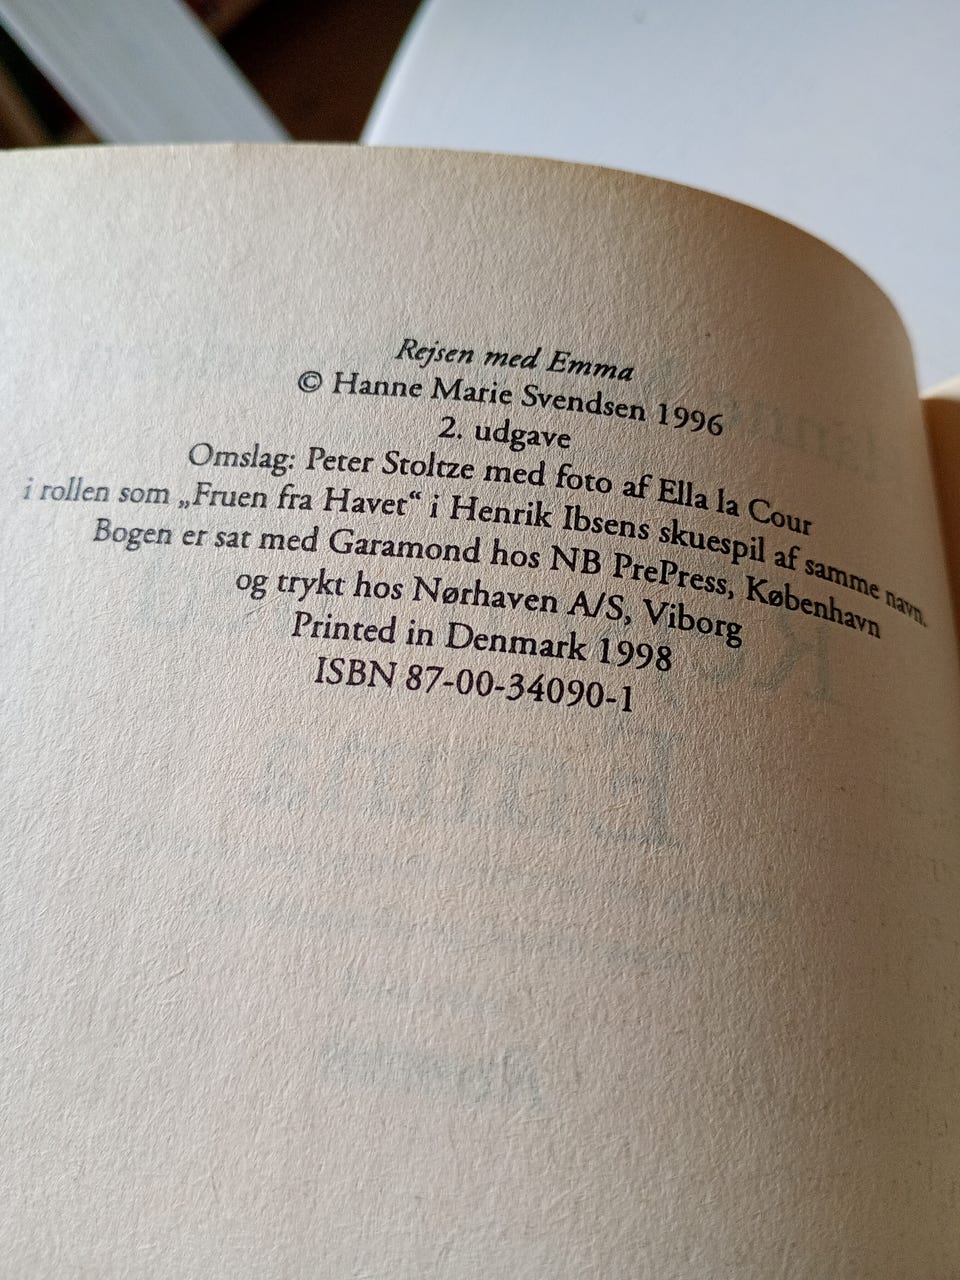 Rejsen med Emma
© Hanne Marie Svendsen 1996
2. udgave
Omslag: Peter Stoltze med foto af Ella la Cour
i rollen som „Fruen fra Havet“ i Henrik Ibsens skuespil af samme navn.
Bogen er sat med Garamond hos NB PrePress, København
og trykt hos Nørhaven A/S, Viborg
Printed in Denmark 1998
ISBN 87-00-34090-1